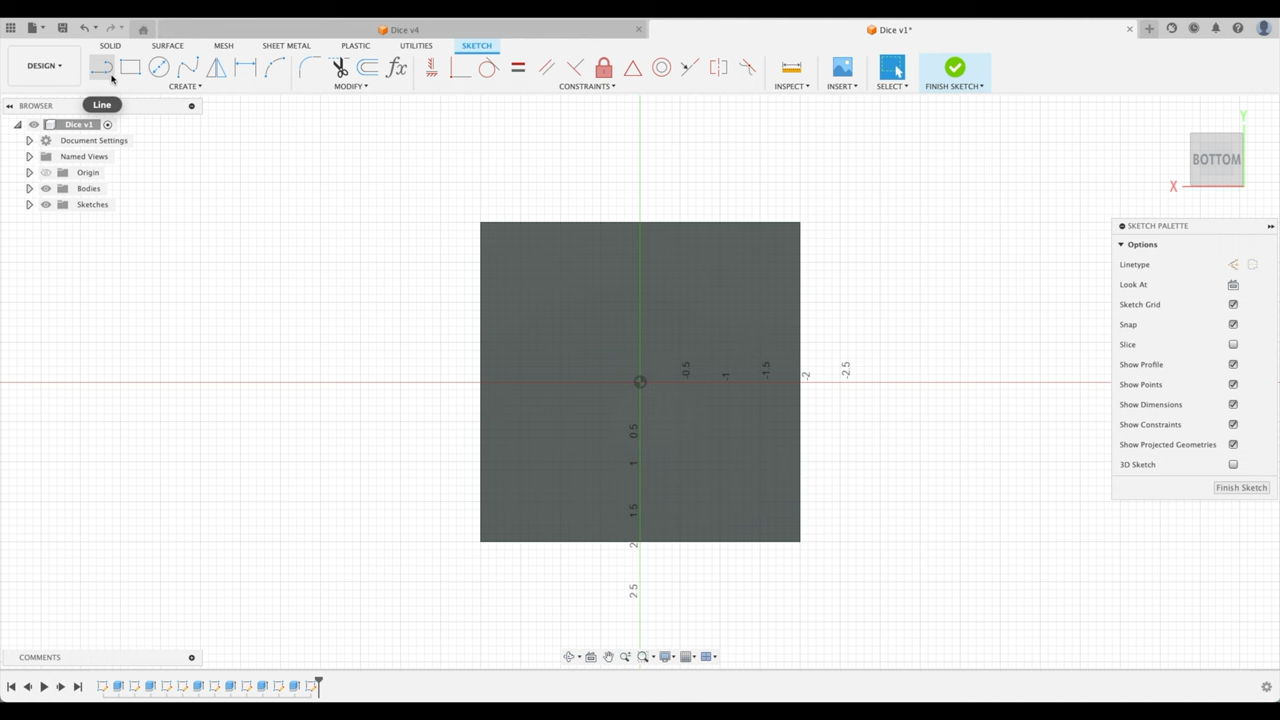 Dice v4
Dice v1*
DESIGN
SOLID
SURFACE
MESH
SHEET METAL
PLASTIC
UTILITIES
SKETCH
CREATE
MODIFY
CONSTRAINTS
INSPECT
INSERT
SELECT
FINISH SKETCH
Line
BROWSER
Dice v1
Document Settings
Named Views
Origin
Bodies
Sketches
Y
BOTTOM
X
-0.5
-1
-1.5
-2
-2.5
0.5
1
1.5
2
2.5
SKETCH PALETTE
Options
Linetype
Look At
Sketch Grid
Snap
Slice
Show Profile
Show Points
Show Dimensions
Show Constraints
Show Projected Geometries
3D Sketch
Finish Sketch
COMMENTS